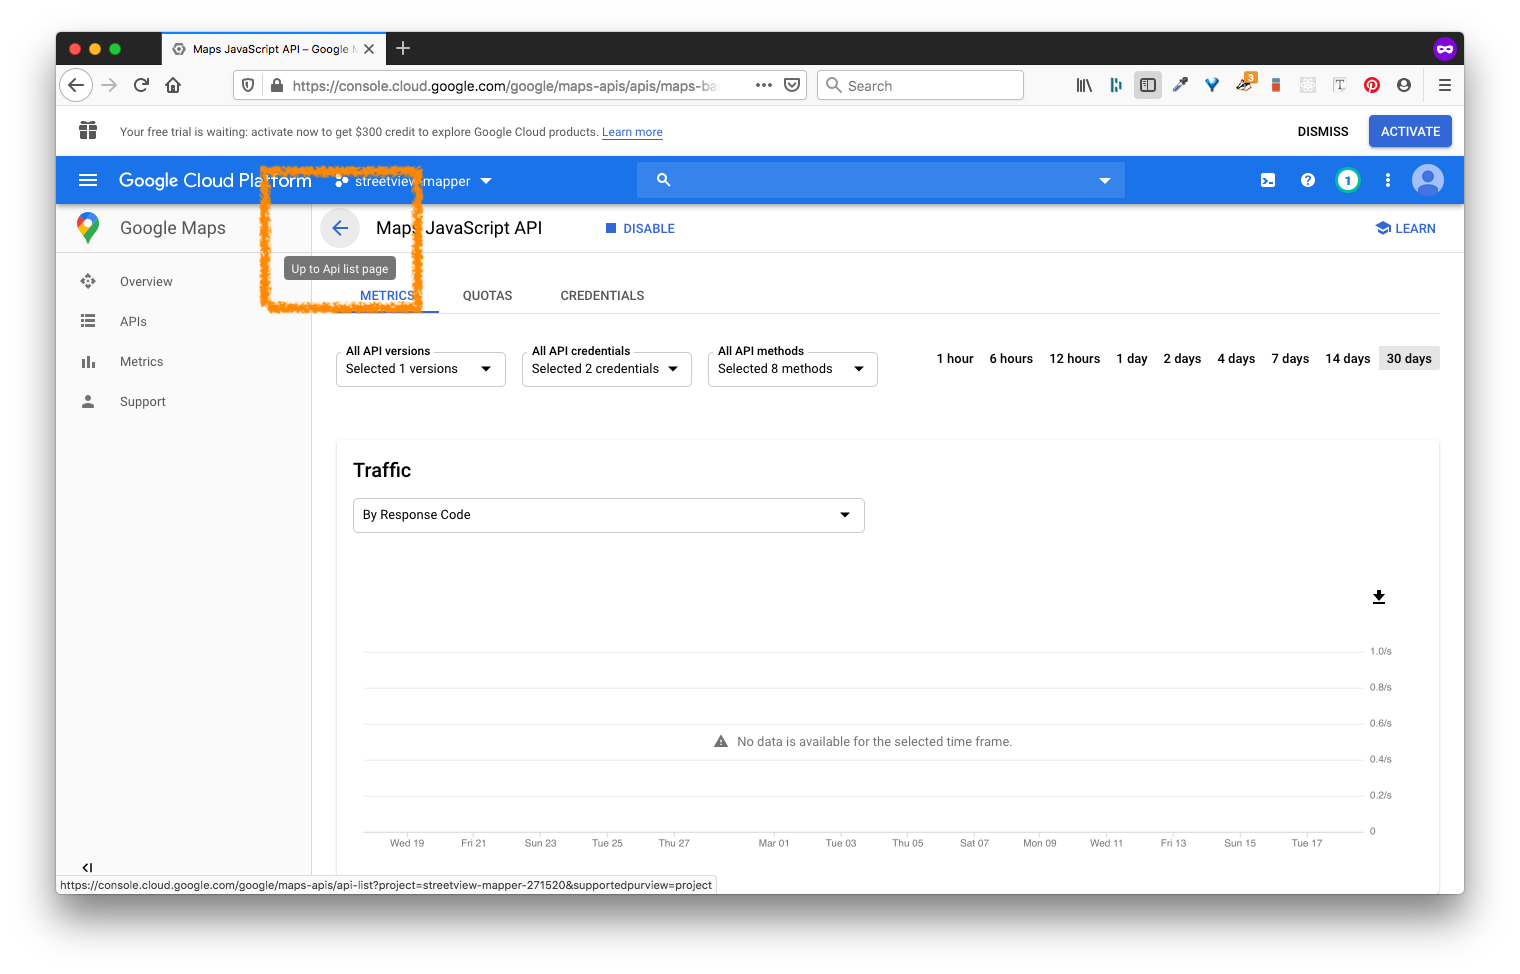 Maps JavaScript API – Google M
https://console.cloud.google.com/google/maps-apis/apis/maps-ba
Search
3
Your free trial is waiting: activate now to get $300 credit to explore Google Cloud products. Learn more
DISMISS
ACTIVATE
Google Cloud Platform
streetview-mapper
1
Google Maps
Maps JavaScript API
DISABLE
LEARN
Up to Api list page
Overview
APIs
Metrics
Support
METRICS
QUOTAS
CREDENTIALS
All API versions
Selected 1 versions
All API credentials
Selected 2 credentials
All API methods
Selected 8 methods
1 hour 6 hours 12 hours 1 day 2 days 4 days 7 days 14 days 30 days
Traffic
By Response Code
1.0/s
0.8/s
0.6/s
No data is available for the selected time frame.
0.4/s
0.2/s
0
Wed 19 Fri 21 Sun 23 Tue 25 Thu 27 Mar 01 Tue 03 Thu 05 Sat 07 Mon 09 Wed 11 Fri 13 Sun 15 Tue 17
https://console.cloud.google.com/google/maps-apis/api-list?project=streetview-mapper-271520&supportedpurview=project